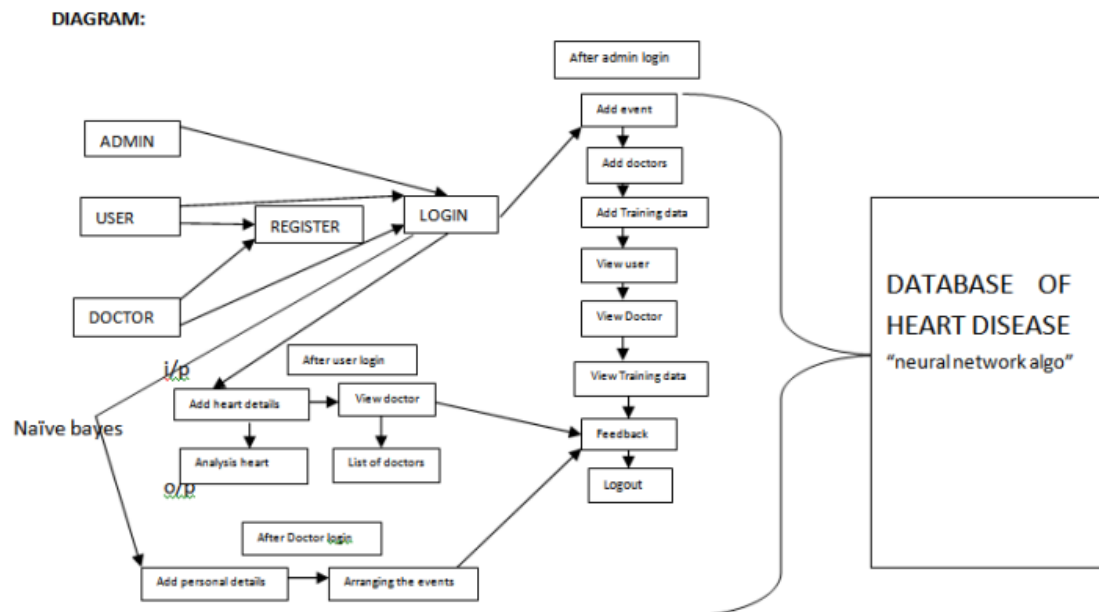 DIAGRAM:
After admin login
Add event
ADMIN
Add doctors
USER
REGISTER
LOGIN
Add Training data
View user
DOCTOR
View Doctor
DATABASE OF
HEART DISEASE
“neural network algo”
After user login
i/p
View Training data
Add heart details
View doctor
Naïve bayes
Feedback
Analysis heart
List of doctors
o/p
Logout
After Doctor login
Add personal details
Arranging the events